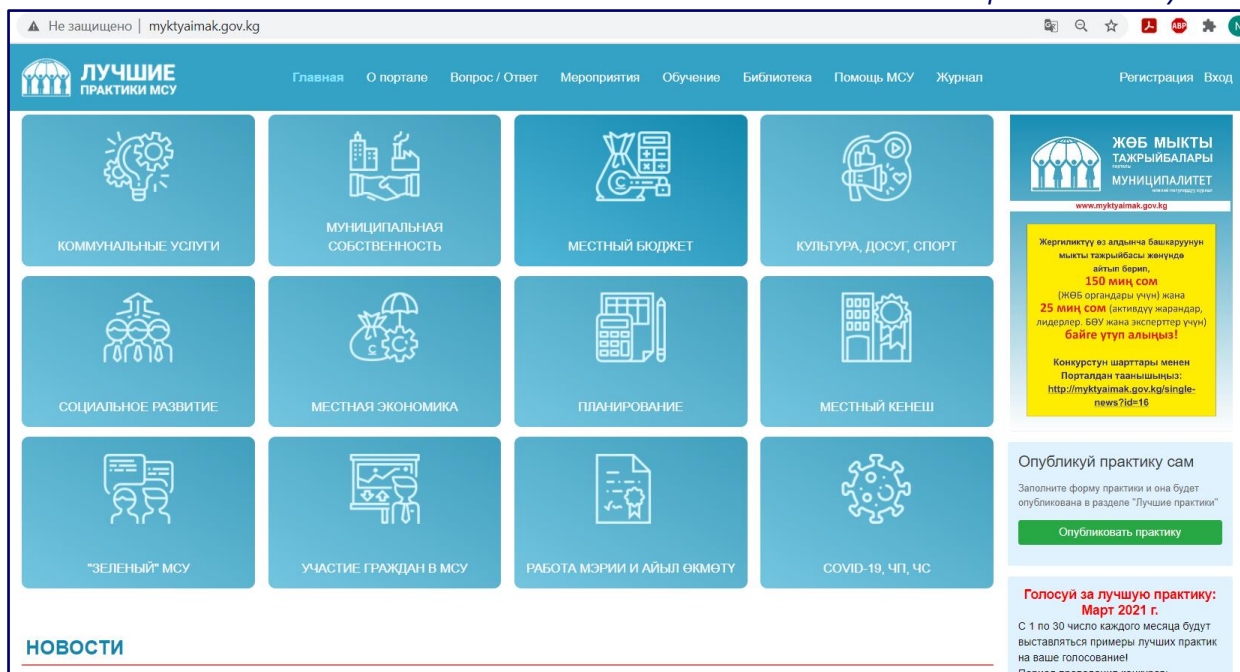 Не защищено | myktyaimak.gov.kg
ABP
ЛУЧШИЕ
ПРАКТИКИ МСУ
Главная О портале Вопрос / Ответ Мероприятия Обучение Библиотека Помощь МСУ Журнал
Регистрация Вход
КОММУНАЛЬНЫЕ УСЛУГИ
МУНИЦИПАЛЬНАЯ
СОБСТВЕННОСТЬ
МЕСТНЫЙ БЮДЖЕТ
КУЛЬТУРА, ДОСУГ, СПОРТ
СОЦИАЛЬНОЕ РАЗВИТИЕ
МЕСТНАЯ ЭКОНОМИКА
ПЛАНИРОВАНИЕ
МЕСТНЫЙ КЕНЕШ
"ЗЕЛЕНЫЙ" МСУ
УЧАСТИЕ ГРАЖДАН В МСУ
РАБОТА МЭРИИ И АЙЫЛ ӨКМӨТҮ
COVID-19, ЧП, ЧС
НОВОСТИ
ЖӨБ МЫКТЫ
ТАЖРЫЙБАЛАРЫ
МУНИЦИПАЛИТЕТ
www.myktyaimak.gov.kg
Жергиликтүү өз алдынча башкаруунун
мыкты тажрыйбасы жөнүндө
айтып берип,
150 миң сом
(ЖӨБ органдары үчүн) жана
25 миң сом (активдүү жарандар,
лидерлер. БӨУ жана эксперттер үчүн)
байге утуп алыңыз!
Конкурстун шарттары менен
Порталдан таанышыңыз:
http://myktyaimak.gov.kg/single-
news?id=16
Опубликуй практику сам
Заполните форму практики и она будет
опубликована в разделе "Лучшие практики"
Опубликовать практику
Голосуй за лучшую практику:
Март 2021 г.
С 1 по 30 число каждого месяца будут
выставляться примеры лучших практик
на ваше голосование!